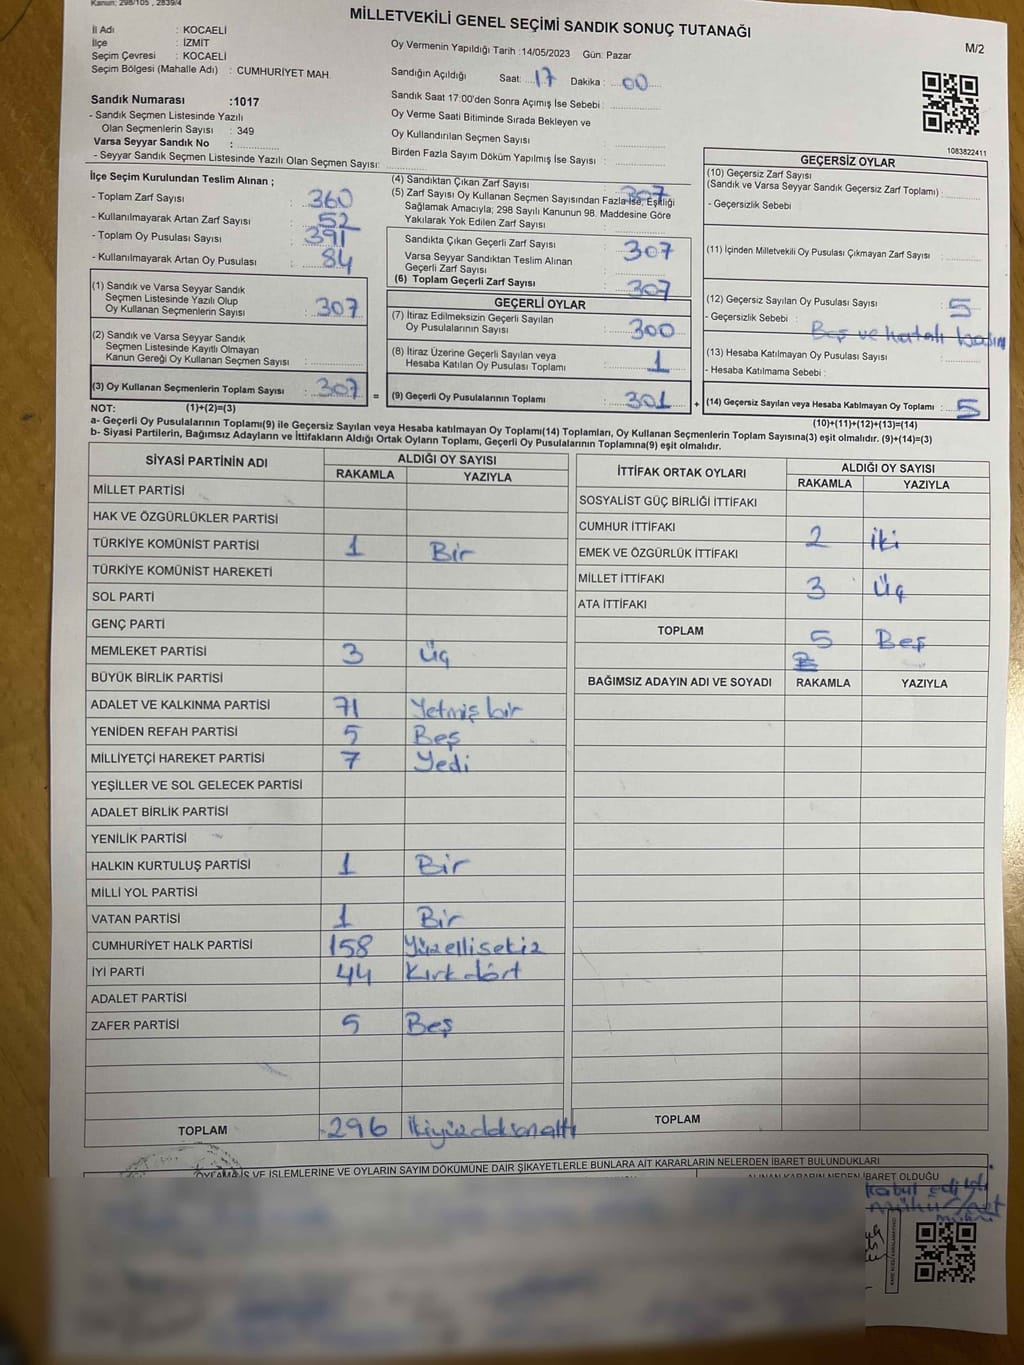 Kanun; 298/105 , 2839/4
MİLLETVEKİLİ GENEL SEÇİMİ SANDIK SONUÇ TUTANAĞI
M/2
İl Adı : KOCAELİ
İlçe : İZMİT
Seçim Çevresi : KOCAELİ
Seçim Bölgesi (Mahalle Adı) : CUMHURİYET MAH.
Oy Vermenin Yapıldığı Tarih :14/05/2023 Gün: Pazar
Sandığın Açıldığı Saat: 17 Dakika : 00
Sandık Saat 17:00'den Sonra Açımış İse Sebebi :
Oy Verme Saati Bitiminde Sırada Bekleyen ve
Oy Kullandırılan Seçmen Sayısı :
Birden Fazla Sayım Döküm Yapılmış İse Sayısı :
Sandık Numarası :1017
- Sandık Seçmen Listesinde Yazılı
Olan Seçmenlerin Sayısı : 349
Varsa Seyyar Sandık No :
- Seyyar Sandık Seçmen Listesinde Yazılı Olan Seçmen Sayısı:
1083822411
İlçe Seçim Kurulundan Teslim Alınan ;
- Toplam Zarf Sayısı : 360
- Kullanılmayarak Artan Zarf Sayısı : 52
- Toplam Oy Pusulası Sayısı : 391
- Kullanılmayarak Artan Oy Pusulası : 84
(1) Sandık ve Varsa Seyyar Sandık
Seçmen Listesinde Yazılı Olup
Oy Kullanan Seçmenlerin Sayısı : 307
(2) Sandık ve Varsa Seyyar Sandık
Seçmen Listesinde Kayıtlı Olmayan
Kanun Gereği Oy Kullanan Seçmen Sayısı :
(3) Oy Kullanan Seçmenlerin Toplam Sayısı : 307
(4) Sandıktan Çıkan Zarf Sayısı : 307
(5) Zarf Sayısı Oy Kullanan Seçmen Sayısından Fazla İse, Eşitliği
Sağlamak Amacıyla; 298 Sayılı Kanunun 98. Maddesine Göre
Yakılarak Yok Edilen Zarf Sayısı :
Sandıkta Çıkan Geçerli Zarf Sayısı : 307
Varsa Seyyar Sandıktan Teslim Alınan
Geçerli Zarf Sayısı :
(6) Toplam Geçerli Zarf Sayısı : 307
GEÇERLİ OYLAR
(7) İtiraz Edilmeksizin Geçerli Sayılan
Oy Pusulalarının Sayısı : 300
(8) İtiraz Üzerine Geçerli Sayılan veya
Hesaba Katılan Oy Pusulası Toplamı : 1
= (9) Geçerli Oy Pusulalarının Toplamı : 301 +
GEÇERSİZ OYLAR
(10) Geçersiz Zarf Sayısı
(Sandık ve Varsa Seyyar Sandık Geçersiz Zarf Toplamı) :
- Geçersizlik Sebebi
(11) İçinden Milletvekili Oy Pusulası Çıkmayan Zarf Sayısı :
(12) Geçersiz Sayılan Oy Pusulası Sayısı : 5
- Geçersizlik Sebebi : Boş ve hatalı basım
(13) Hesaba Katılmayan Oy Pusulası Sayısı :
- Hesaba Katılmama Sebebi :
(14) Geçersiz Sayılan veya Hesaba Katılmayan Oy Toplamı : 5
NOT: (1)+(2)=(3) (10)+(11)+(12)+(13)=(14)
a- Geçerli Oy Pusulalarının Toplamı(9) ile Geçersiz Sayılan veya Hesaba katılmayan Oy Toplamı(14) Toplamları, Oy Kullanan Seçmenlerin Toplam Sayısına(3) eşit olmalıdır. (9)+(14)=(3)
b- Siyasi Partilerin, Bağımsız Adayların ve İttifakların Aldığı Ortak Oyların Toplamı, Geçerli Oy Pusulalarının Toplamına(9) eşit olmalıdır.
SİYASİ PARTİNİN ADI ALDIĞI OY SAYISI
RAKAMLA YAZIYLA
MİLLET PARTİSİ
HAK VE ÖZGÜRLÜKLER PARTİSİ
TÜRKİYE KOMÜNİST PARTİSİ 1 Bir
TÜRKİYE KOMÜNİST HAREKETİ
SOL PARTİ
GENÇ PARTİ
MEMLEKET PARTİSİ 3 Üç
BÜYÜK BİRLİK PARTİSİ
ADALET VE KALKINMA PARTİSİ 71 Yetmiş bir
YENİDEN REFAH PARTİSİ 5 Beş
MİLLİYETÇİ HAREKET PARTİSİ 7 Yedi
YEŞİLLER VE SOL GELECEK PARTİSİ
ADALET BİRLİK PARTİSİ
YENİLİK PARTİSİ
HALKIN KURTULUŞ PARTİSİ 1 Bir
MİLLİ YOL PARTİSİ
VATAN PARTİSİ 1 Bir
CUMHURİYET HALK PARTİSİ 158 Yüzellisekiz
İYİ PARTİ 44 Kırk dört
ADALET PARTİSİ
ZAFER PARTİSİ 5 Beş
TOPLAM 296 İkiyüzdoksanaltı
İTTİFAK ORTAK OYLARI ALDIĞI OY SAYISI
RAKAMLA YAZIYLA
SOSYALİST GÜÇ BİRLİĞİ İTTİFAKI
CUMHUR İTTİFAKI 2 İki
EMEK VE ÖZGÜRLÜK İTTİFAKI
MİLLET İTTİFAKI 3 Üç
ATA İTTİFAKI
TOPLAM 5 Beş
BAĞIMSIZ ADAYIN ADI VE SOYADI RAKAMLA YAZIYLA
TOPLAM
OYLAMA İŞ VE İŞLEMLERİNE VE OYLARIN SAYIM DÖKÜMÜNE DAİR ŞİKAYETLERLE BUNLARA AİT KARARLARIN NELERDEN İBARET BULUNDUKLARI
ALINAN KARARIN NEDEN İBARET OLDUĞU
Kabul edildi